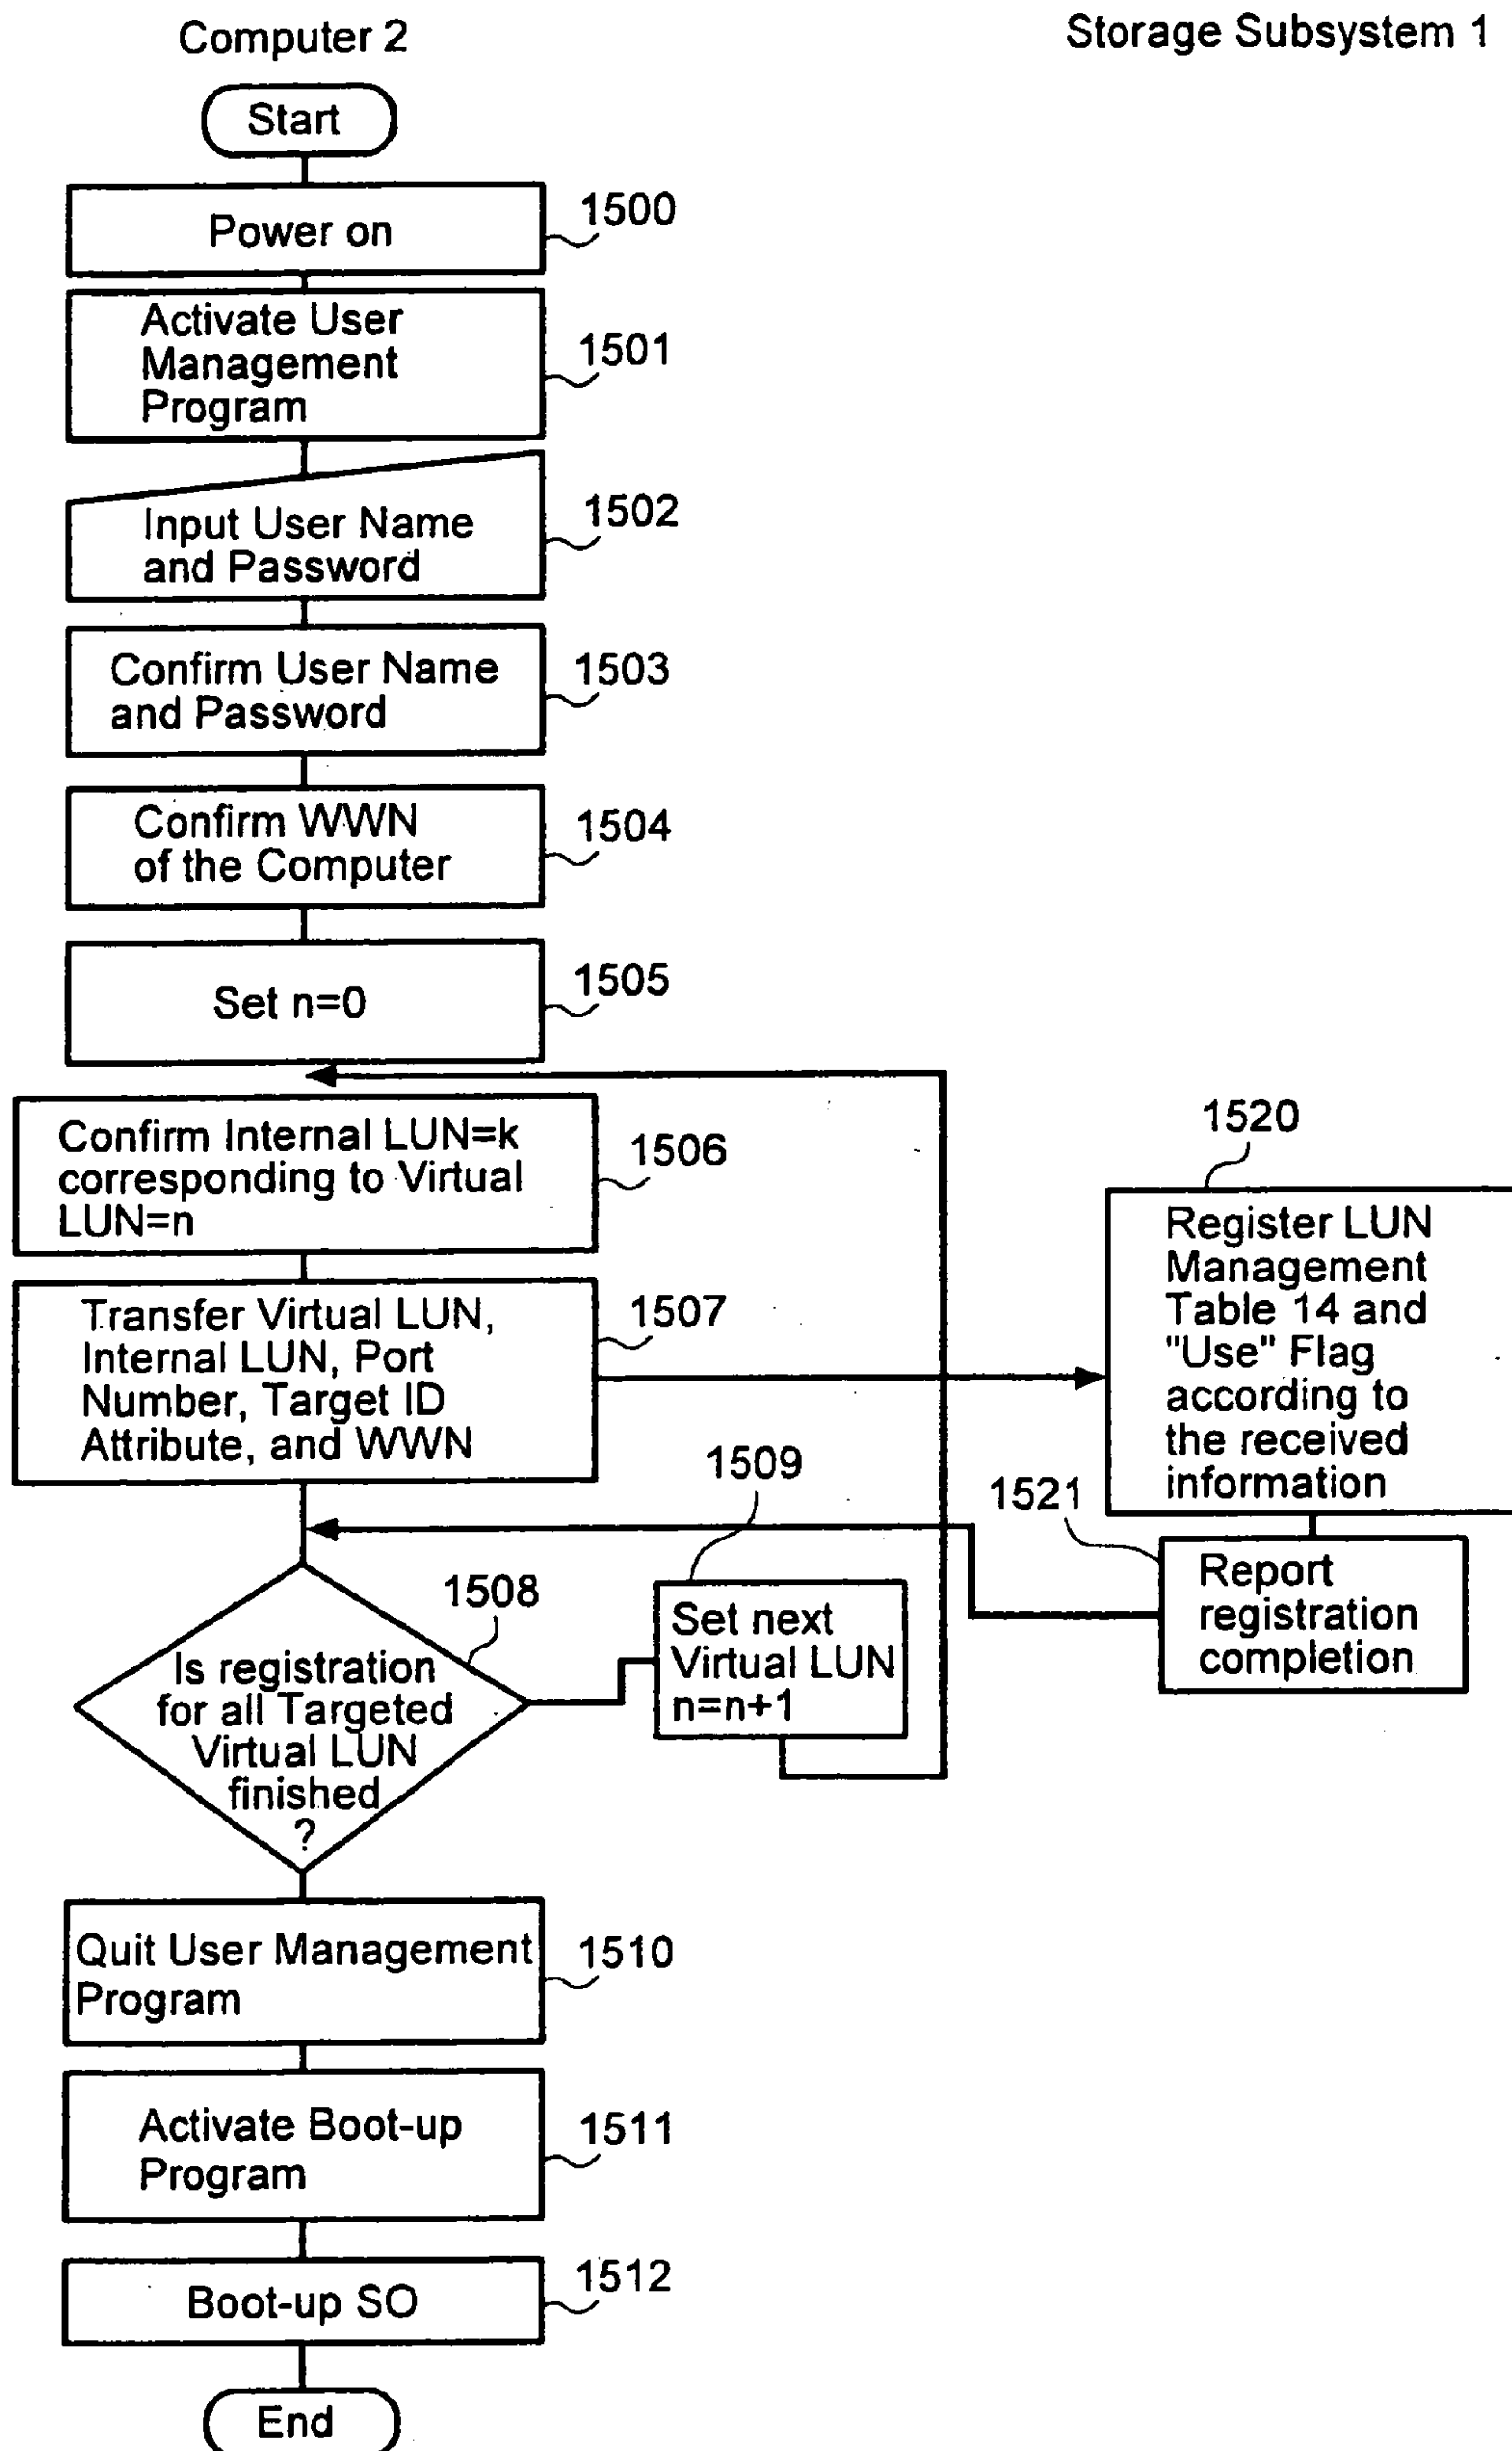 Computer 2
Storage Subsystem 1
Start
Power on
1500
Activate User
Management
Program
1501
Input User Name
and Password
1502
Confirm User Name
and Password
1503
Confirm WWN
of the Computer
1504
Set n=0
1505
Confirm Internal LUN=k
corresponding to Virtual
LUN=n
1506
Transfer Virtual LUN,
Internal LUN, Port
Number, Target ID
Attribute, and WWN
1507
1520
Register LUN
Management
Table 14 and
"Use" Flag
according to
the received
information
1521
Report
registration
completion
Is registration
for all Targeted
Virtual LUN
finished
?
1508
1509
Set next
Virtual LUN
n=n+1
Quit User Management
Program
1510
Activate Boot-up
Program
1511
Boot-up SO
1512
End